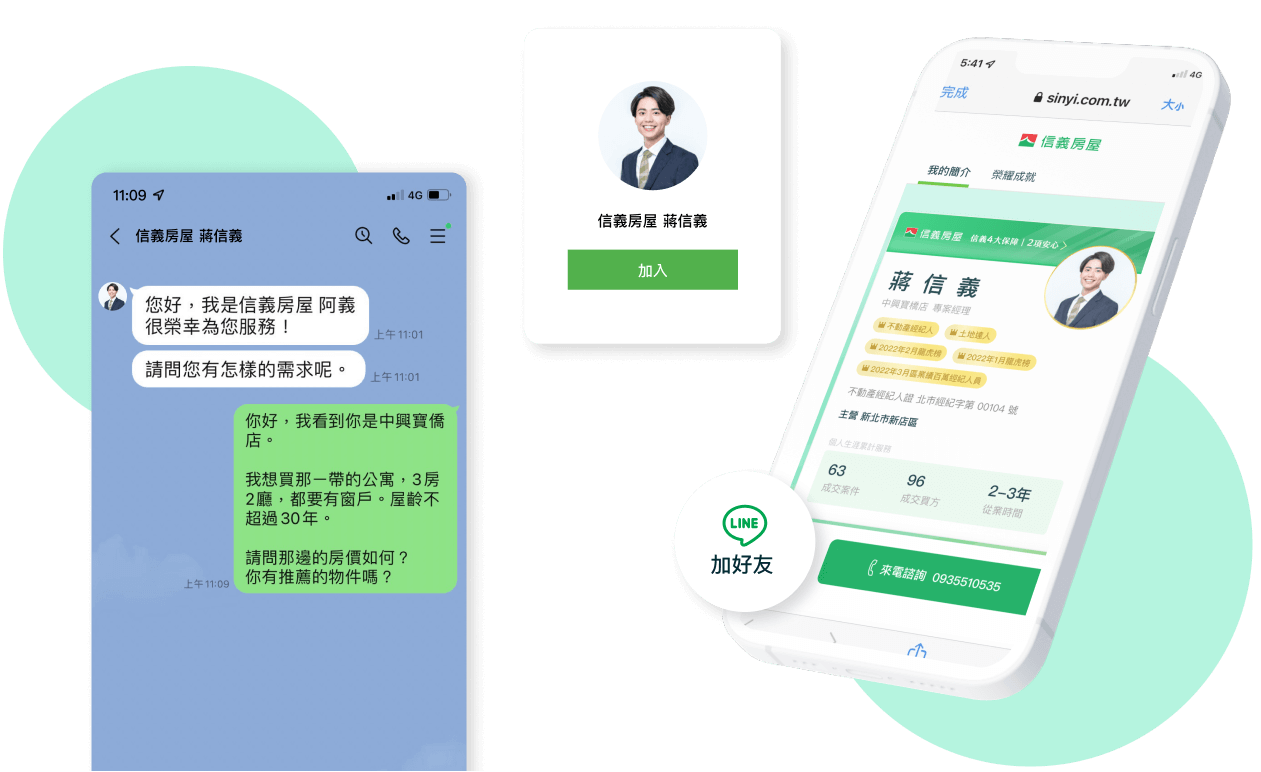 11:09
4G
信義房屋 蔣信義
您好，我是信義房屋 阿義
很榮幸為您服務！
上午 11:01
請問您有怎樣的需求呢。
上午 11:01
你好，我看到你是中興寶僑
店。
我想買那一帶的公寓，3房
2廳，都要有窗戶。屋齡不
超過30年。
請問那邊的房價如何？
你有推薦的物件嗎？
上午 11:09
信義房屋 蔣信義
加入
5:41
4G
完成
sinyi.com.tw
大小
信義房屋
我的簡介
榮耀成就
信義房屋 信義4大保障｜2項安心
蔣信義
中興寶橋店 專案經理
不動產經紀人
土地達人
2022年2月龍虎榜
2022年1月龍虎榜
2022年3月區業績百萬經紀人員
不動產經紀人證 北市經紀字第 00104 號
主營 新北市新店區
個人生涯累計服務
63
成交案件
96
成交買方
2-3年
從業時間
來電諮詢 0935510535
LINE
加好友